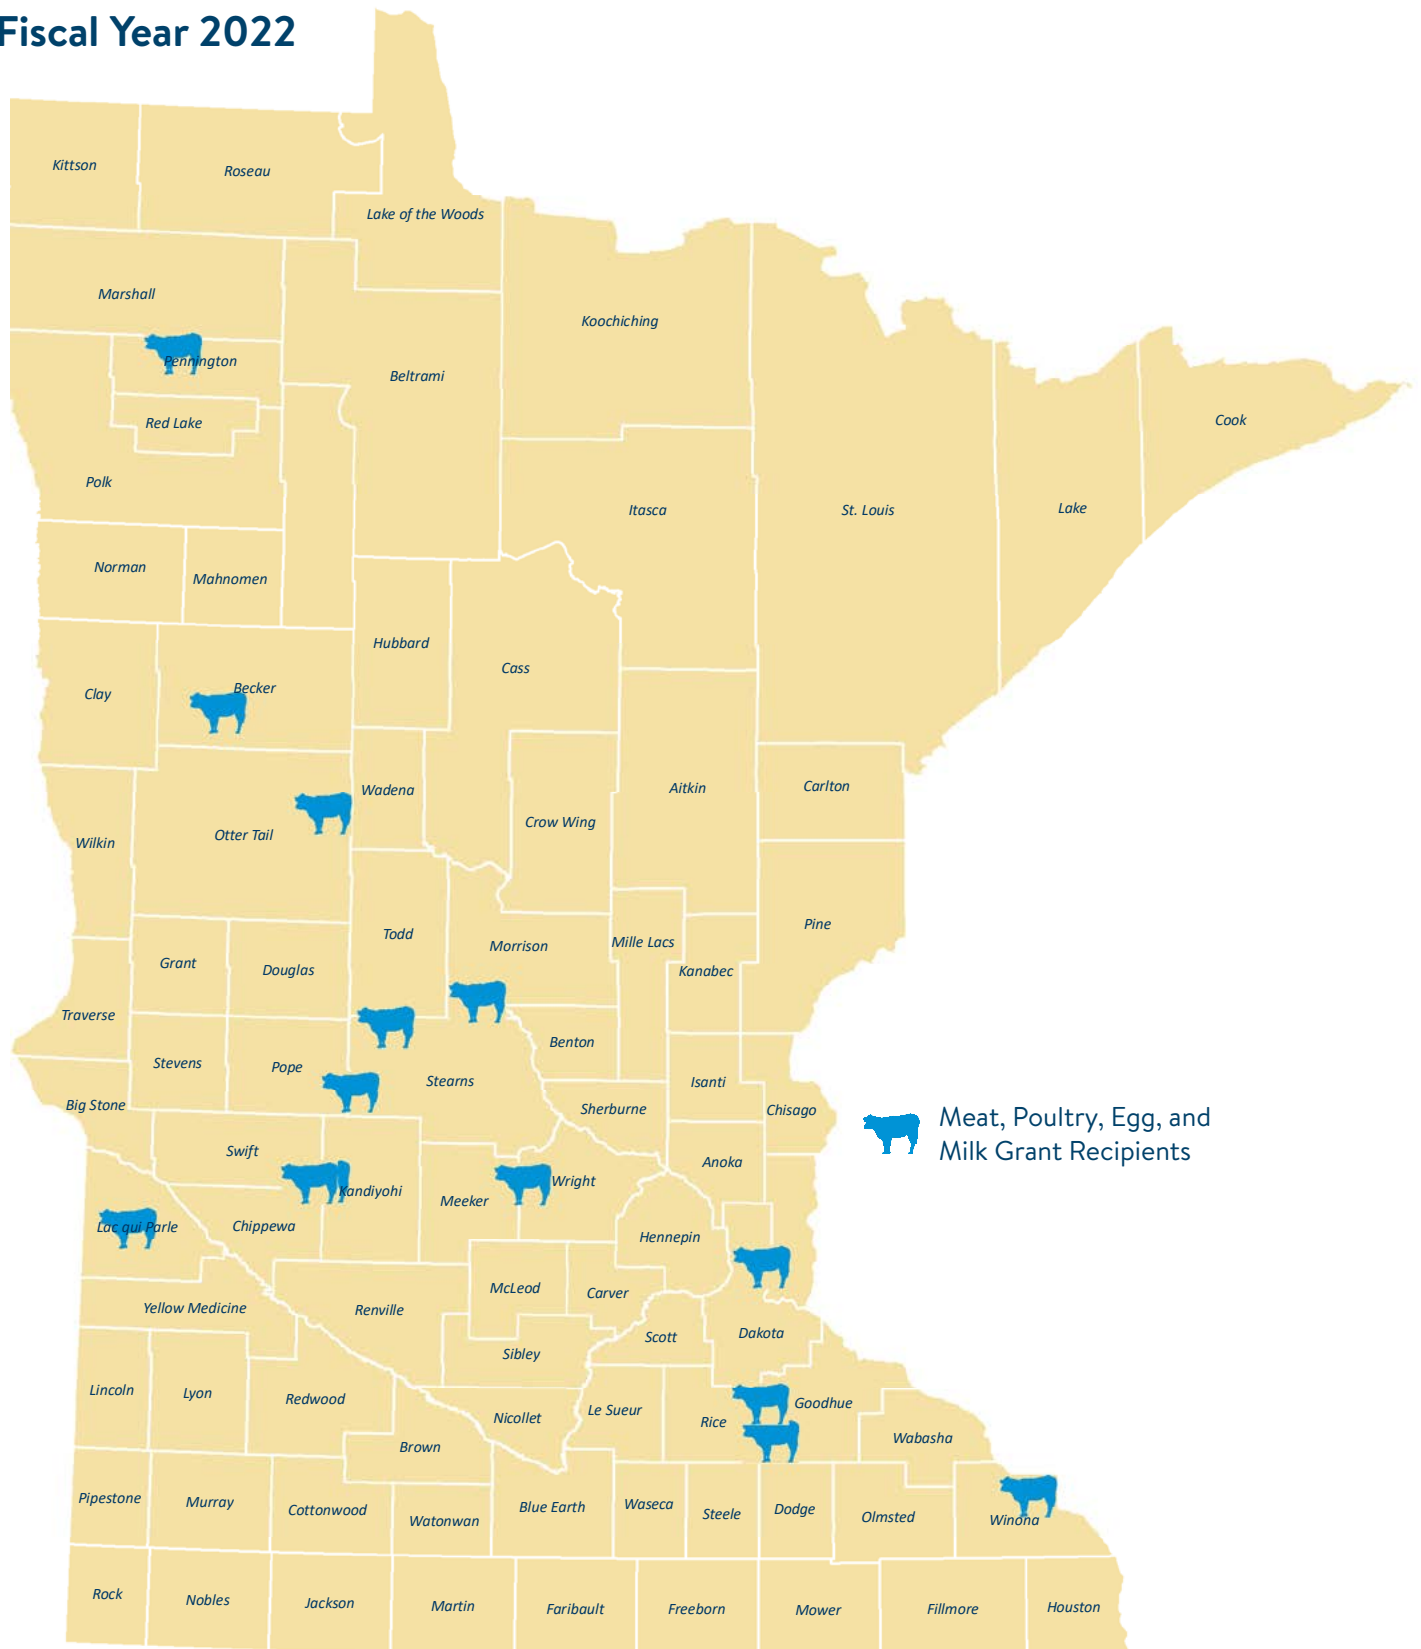 Fiscal Year 2022
Kittson
Roseau
Lake of the Woods
Marshall
Koochiching
Pennington
Beltrami
Red Lake
Cook
Polk
Itasca
St. Louis
Lake
Norman
Mahnomen
Hubbard
Cass
Clay
Becker
Wadena
Aitkin
Carlton
Otter Tail
Crow Wing
Wilkin
Pine
Todd
Morrison
Mille Lacs
Grant
Douglas
Kanabec
Traverse
Benton
Stevens
Pope
Stearns
Isanti
Big Stone
Sherburne
Chisago
Meat, Poultry, Egg, and
Milk Grant Recipients
Swift
Anoka
Kandiyohi
Meeker
Wright
Lac qui Parle
Chippewa
Hennepin
McLeod
Carver
Yellow Medicine
Renville
Scott
Dakota
Sibley
Lincoln
Lyon
Redwood
Nicollet
Le Sueur
Rice
Goodhue
Brown
Wabasha
Pipestone
Murray
Cottonwood
Watonwan
Blue Earth
Waseca
Steele
Dodge
Olmsted
Winona
Rock
Nobles
Jackson
Martin
Faribault
Freeborn
Mower
Fillmore
Houston